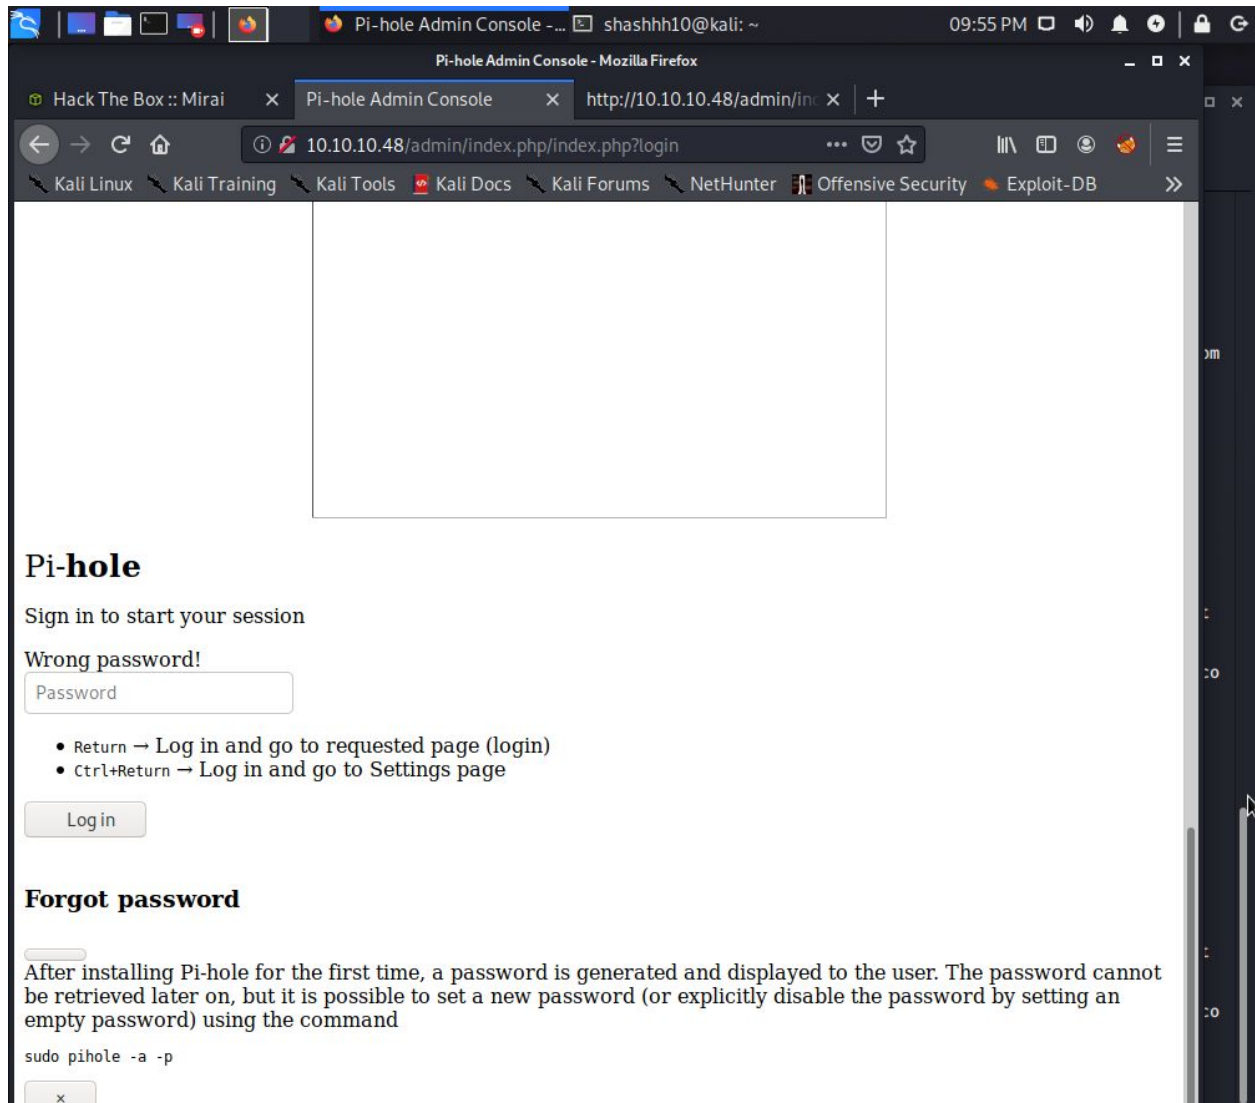 Pi-hole Admin Console -... shashhh10@kali: ~ 09:55 PM
Pi-hole Admin Console - Mozilla Firefox
Hack The Box :: Mirai Pi-hole Admin Console http://10.10.10.48/admin/in
10.10.10.48/admin/index.php/index.php?login
Kali Linux Kali Training Kali Tools Kali Docs Kali Forums NetHunter Offensive Security Exploit-DB
om
Pi-hole
Sign in to start your session
Wrong password!
Password
Return → Log in and go to requested page (login)
Ctrl+Return → Log in and go to Settings page
Log in
Forgot password
After installing Pi-hole for the first time, a password is generated and displayed to the user. The password cannot
be retrieved later on, but it is possible to set a new password (or explicitly disable the password by setting an
empty password) using the command
sudo pihole -a -p